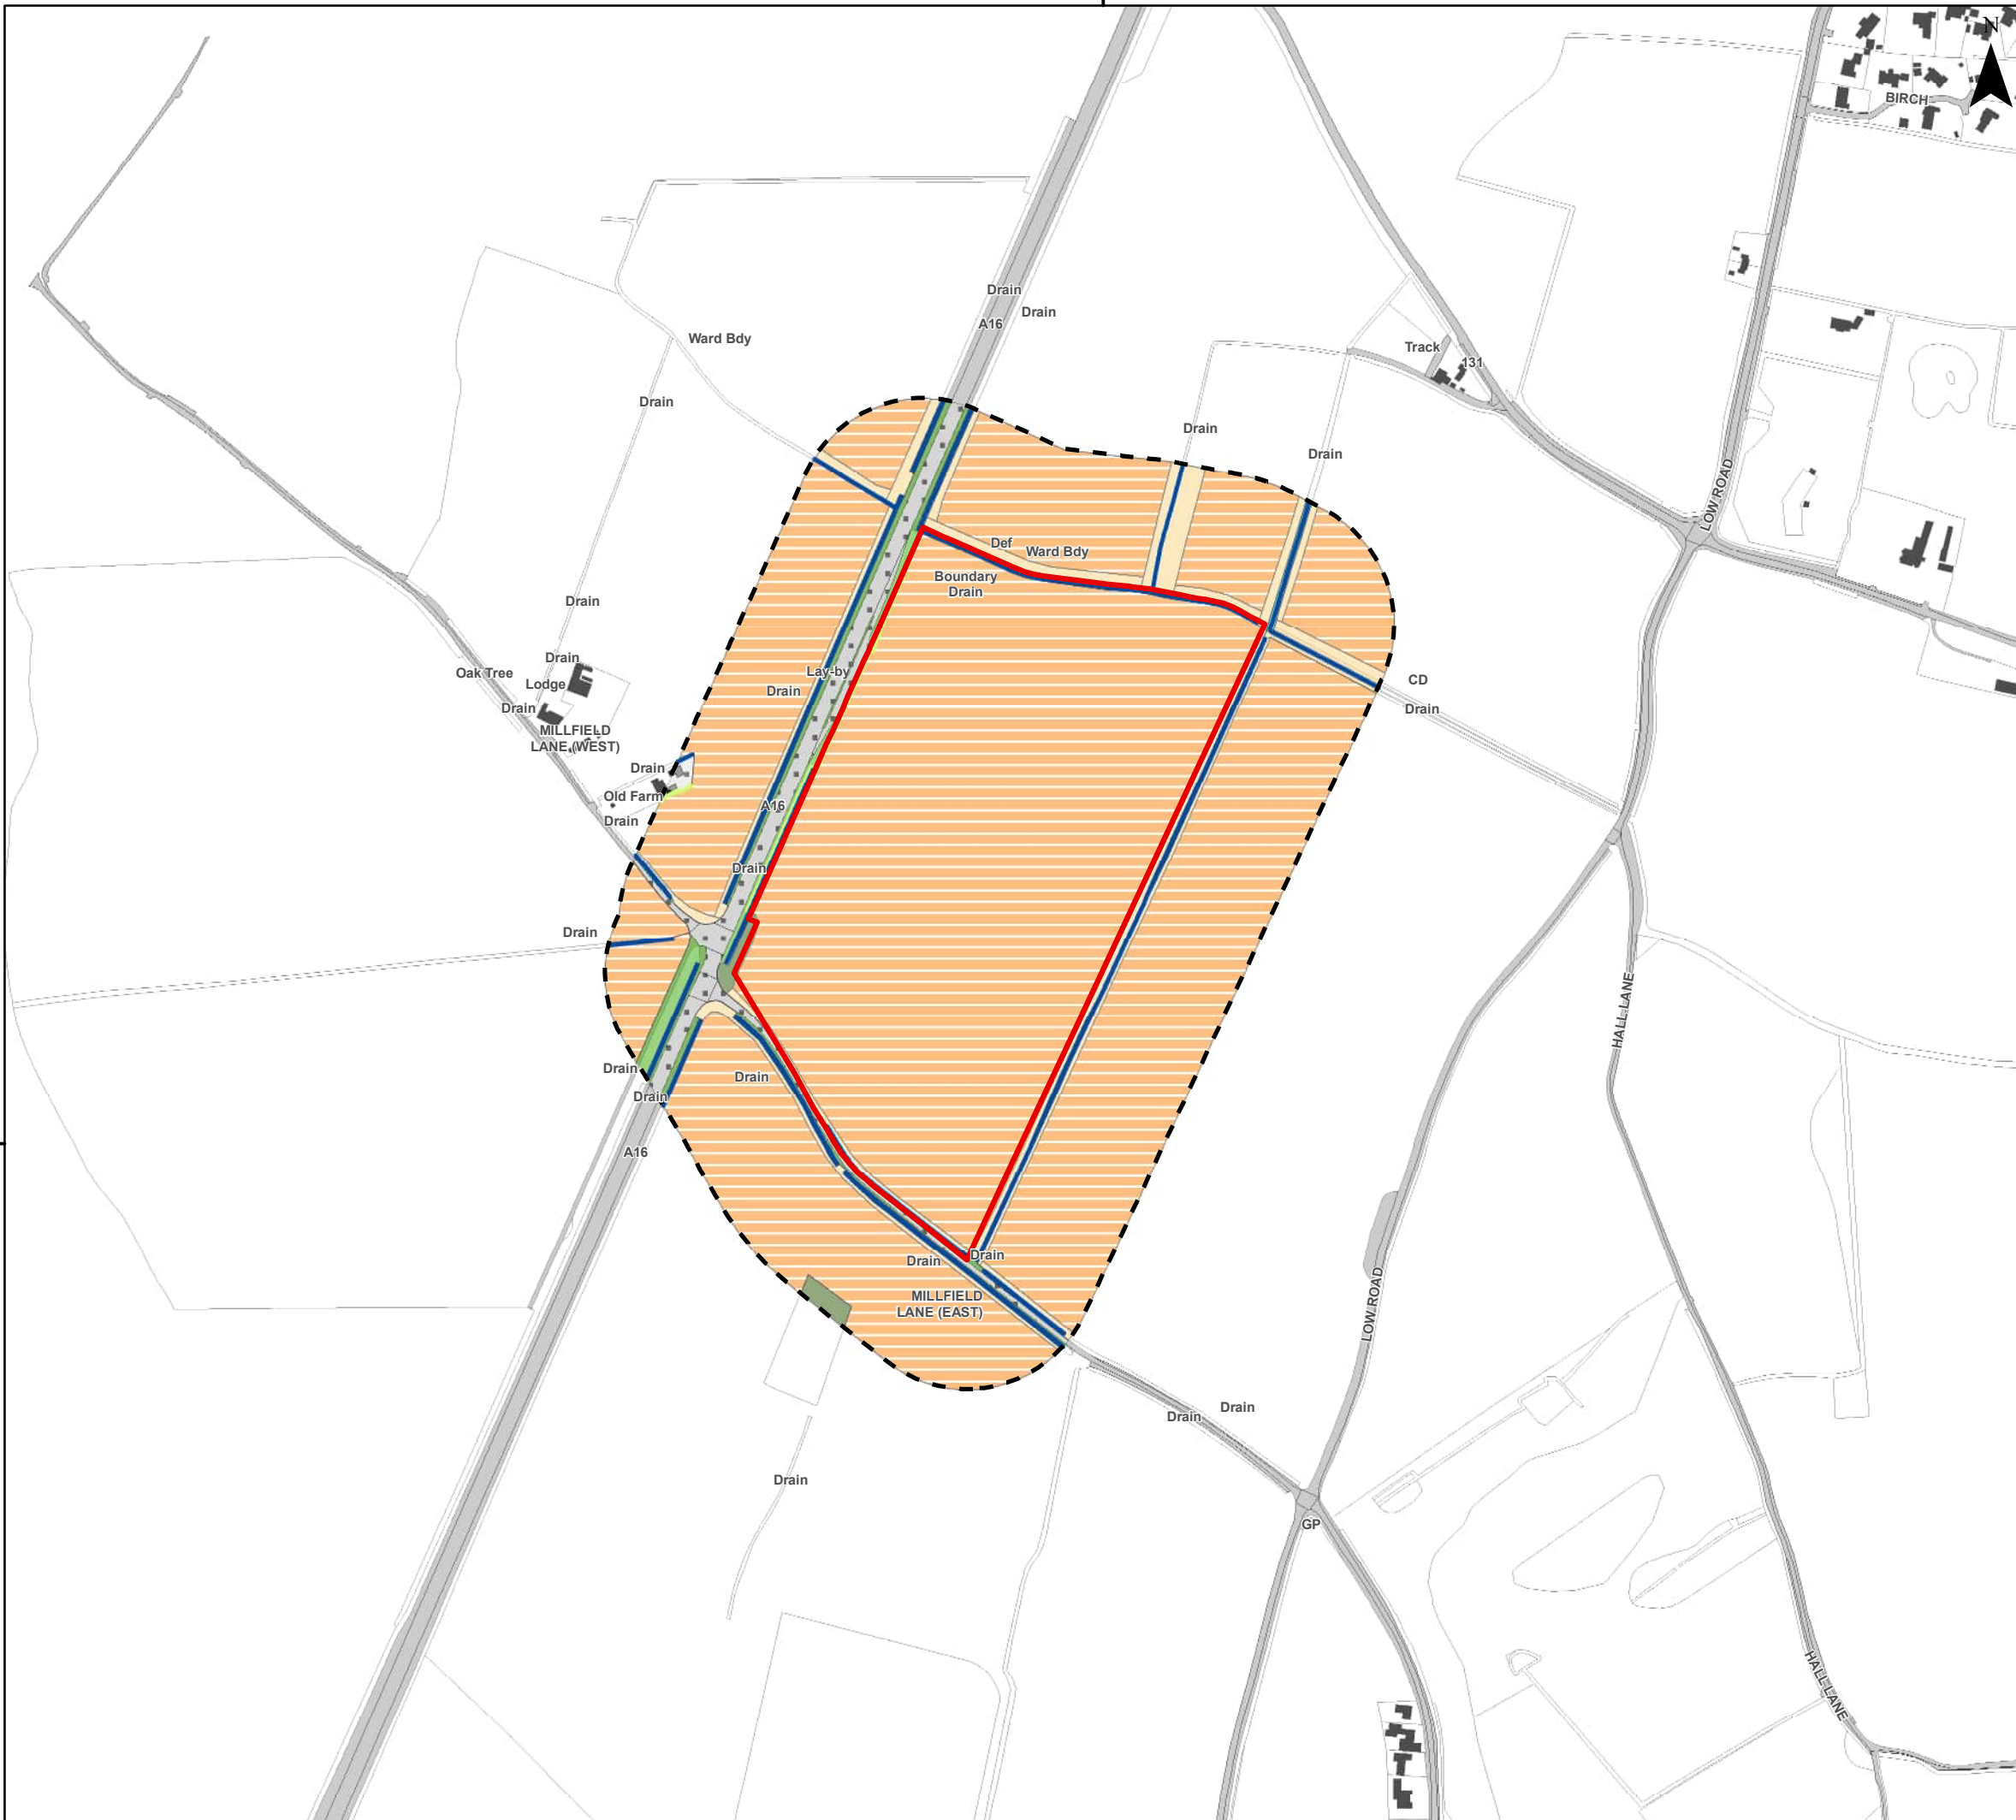 N
BIRCH
Drain
Drain
A16
Ward Bdy
Track
131
Drain
Drain
Drain
LOW ROAD
Def
Ward Bdy
Boundary
Drain
Drain
Drain
Oak Tree
Lodge
Lay-by
Drain
CD
Drain
Drain
MILLFIELD
LANE (WEST)
Drain
Old Farm
A16
Drain
Drain
Drain
HALL LANE
Drain
Drain
Drain
A16
Drain
Drain
MILLFIELD
LANE (EAST)
LOW ROAD
Drain
Drain
Drain
GP
HALL LANE